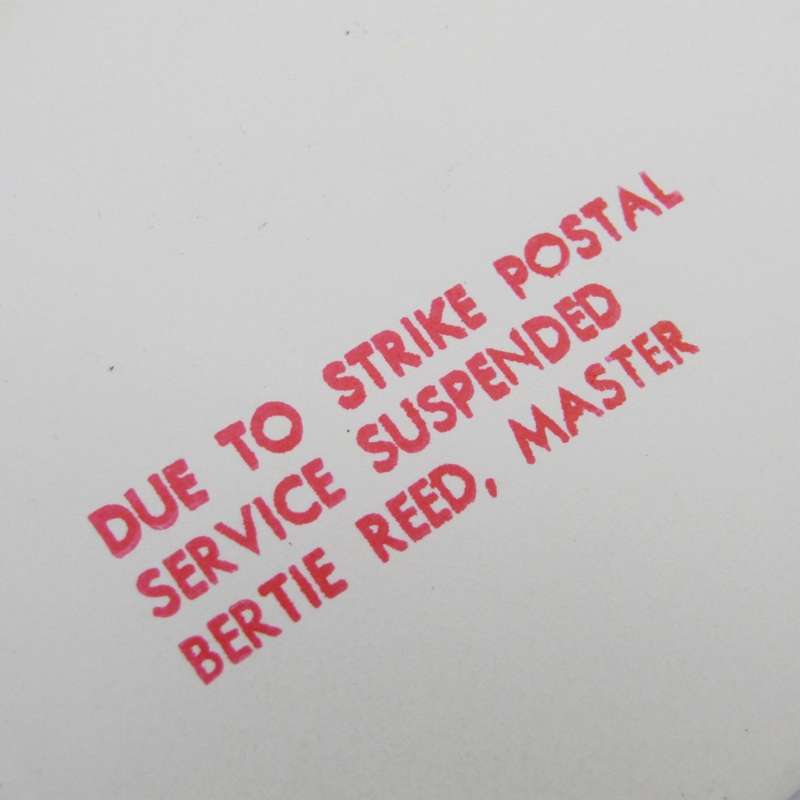 DUE TO STRIKE POSTAL
SERVICE SUSPENDED
BERTIE REED, MASTER